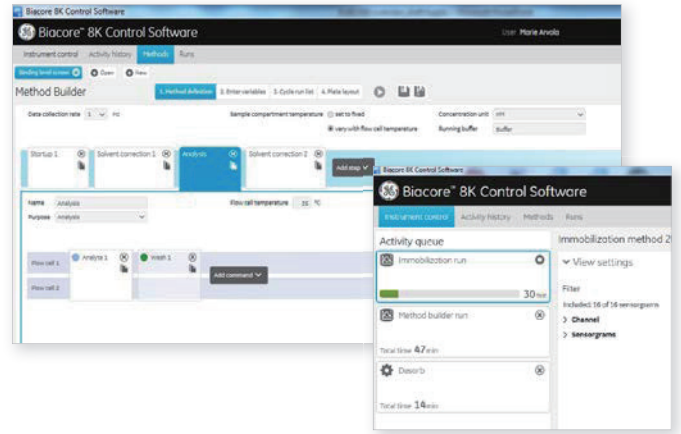 Biacore 8K Control Software
Biacore™ 8K Control Software
User Marie Arvola
Instrument control Activity history Methods Runs
Binding level screen Open New
Method Builder
1. Method definition 2. Enter variables 3. Cycle run list 4. Plate layout
Data collection rate 1 Hz
Sample compartment temperature set to fixed
vary with flow cell temperature
Concentration unit nM
Running buffer Buffer
Startup 1 Solvent correction 1 Analysis Solvent correction 2
Add step
Name Analysis
Purpose Analysis
Flow cell temperature 25 °C
Flow cell 1
Flow cell 2
Analyte 1 Wash 1
Add command
Biacore 8K Control Software
Biacore™ 8K Control Software
Instrument control Activity history Methods Runs
Activity queue
Immobilization run
30 min
Method builder run
Total time 47 min
Desorb
Total time 14 min
Immobilization method 2
View settings
Filter
Included: 16 of 16 sensorgrams
Channel
Sensorgrams